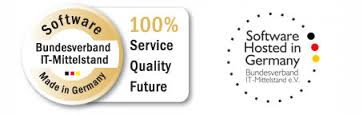 Software
Bundesverband
IT-Mittelstand
Made in Germany
100%
Service
Quality
Future
Software
Hosted in
Germany
Bundesverband
IT-Mittelstand e.V.